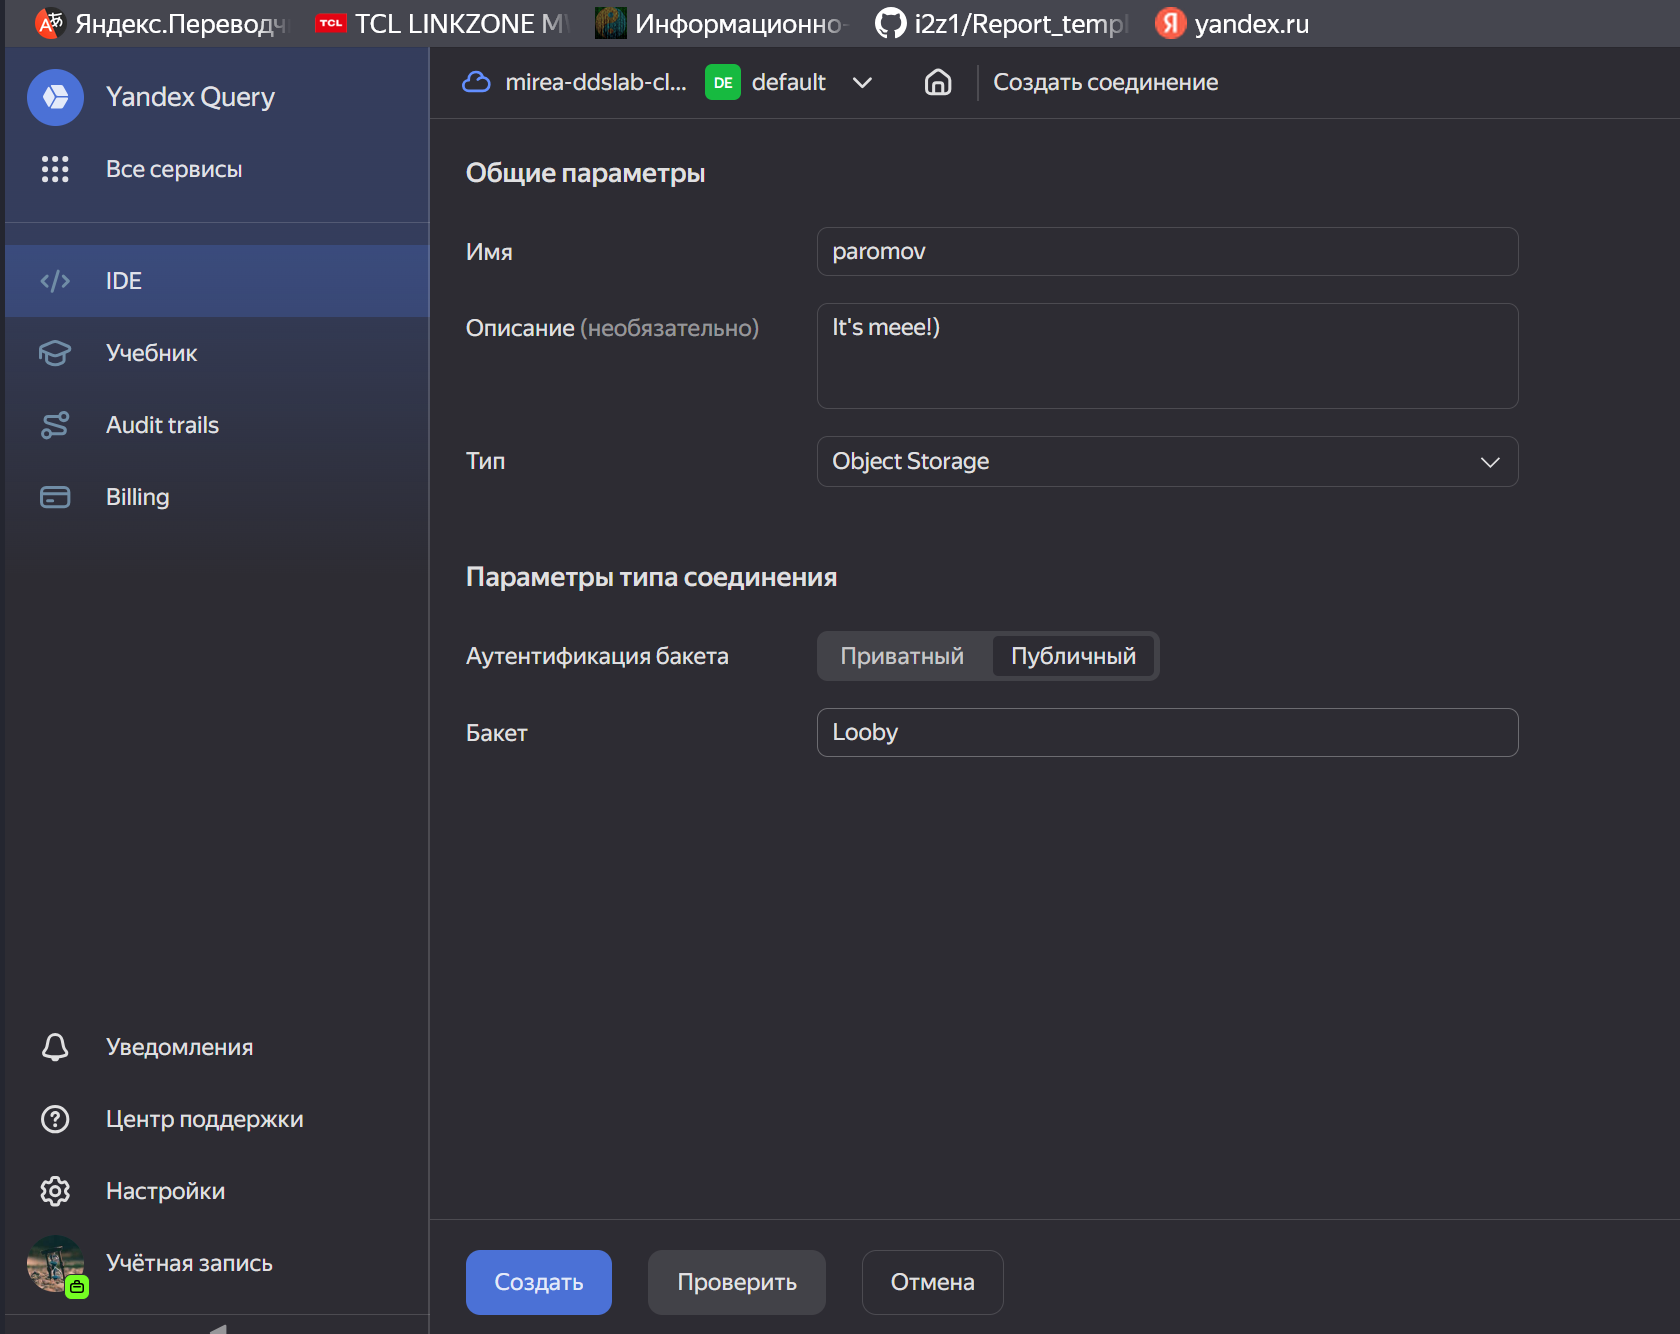 Яндекс.Переводч TCL TCL LINKZONE MW Информационно- i2z1/Report_templ yandex.ru
Yandex Query
Все сервисы
IDE
Учебник
Audit trails
Billing
Уведомления
Центр поддержки
Настройки
Учётная запись
mirea-ddslab-cl... DE default Создать соединение
Общие параметры
Имя paromov
Описание (необязательно) It's meee!)
Тип Object Storage
Параметры типа соединения
Аутентификация бакета Приватный Публичный
Бакет Looby
Создать Проверить Отмена